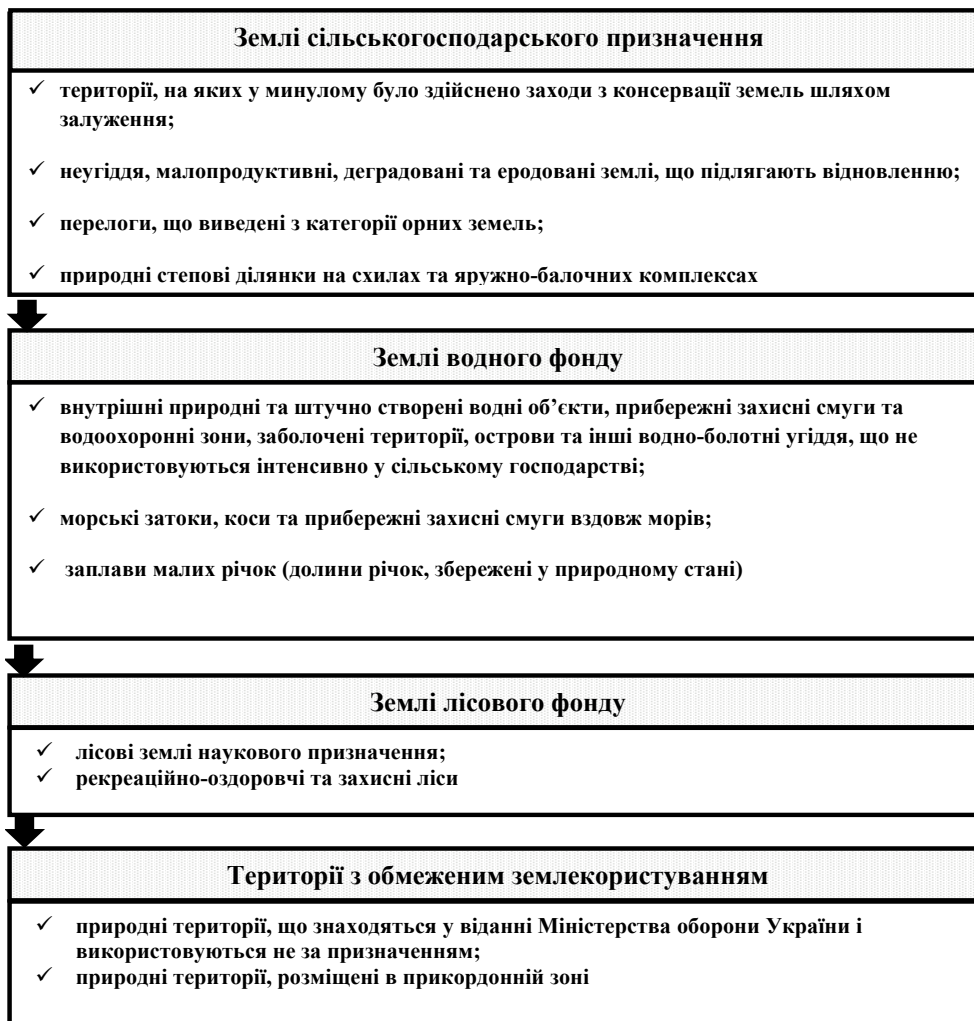 Землі сільськогосподарського призначення
✓ території, на яких у минулому було здійснено заходи з консервації земель шляхом
залуження;
✓ неугіддя, малопродуктивні, деградовані та еродовані землі, що підлягають відновленню;
✓ перелоги, що виведені з категорії орних земель;
✓ природні степові ділянки на схилах та яружно-балочних комплексах
Землі водного фонду
✓ внутрішні природні та штучно створені водні об’єкти, прибережні захисні смуги та
водоохоронні зони, заболочені території, острови та інші водно-болотні угіддя, що не
використовуються інтенсивно у сільському господарстві;
✓ морські затоки, коси та прибережні захисні смуги вздовж морів;
✓ заплави малих річок (долини річок, збережені у природному стані)
Землі лісового фонду
✓ лісові землі наукового призначення;
✓ рекреаційно-оздоровчі та захисні ліси
Території з обмеженим землекористуванням
✓ природні території, що знаходяться у віданні Міністерства оборони України і
використовуються не за призначенням;
✓ природні території, розміщені в прикордонній зоні